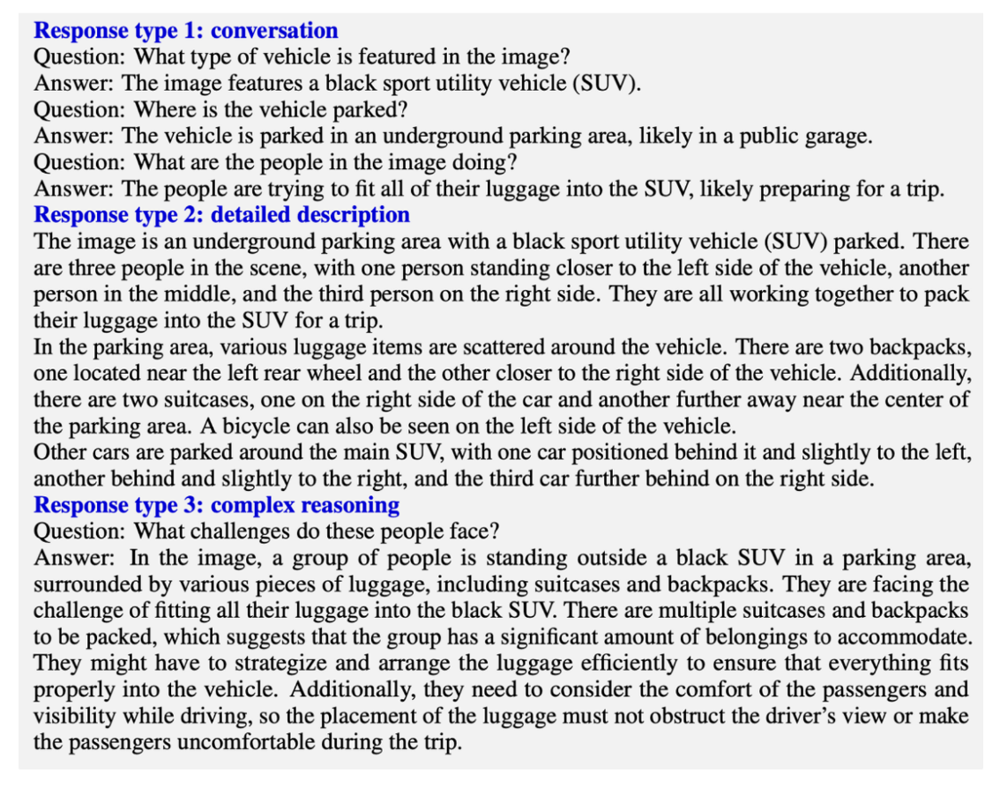 Response type 1: conversation
Question: What type of vehicle is featured in the image?
Answer: The image features a black sport utility vehicle (SUV).
Question: Where is the vehicle parked?
Answer: The vehicle is parked in an underground parking area, likely in a public garage.
Question: What are the people in the image doing?
Answer: The people are trying to fit all of their luggage into the SUV, likely preparing for a trip.
Response type 2: detailed description
The image is an underground parking area with a black sport utility vehicle (SUV) parked. There
are three people in the scene, with one person standing closer to the left side of the vehicle, another
person in the middle, and the third person on the right side. They are all working together to pack
their luggage into the SUV for a trip.
In the parking area, various luggage items are scattered around the vehicle. There are two backpacks,
one located near the left rear wheel and the other closer to the right side of the vehicle. Additionally,
there are two suitcases, one on the right side of the car and another further away near the center of
the parking area. A bicycle can also be seen on the left side of the vehicle.
Other cars are parked around the main SUV, with one car positioned behind it and slightly to the left,
another behind and slightly to the right, and the third car further behind on the right side.
Response type 3: complex reasoning
Question: What challenges do these people face?
Answer: In the image, a group of people is standing outside a black SUV in a parking area,
surrounded by various pieces of luggage, including suitcases and backpacks. They are facing the
challenge of fitting all their luggage into the black SUV. There are multiple suitcases and backpacks
to be packed, which suggests that the group has a significant amount of belongings to accommodate.
They might have to strategize and arrange the luggage efficiently to ensure that everything fits
properly into the vehicle. Additionally, they need to consider the comfort of the passengers and
visibility while driving, so the placement of the luggage must not obstruct the driver's view or make
the passengers uncomfortable during the trip.